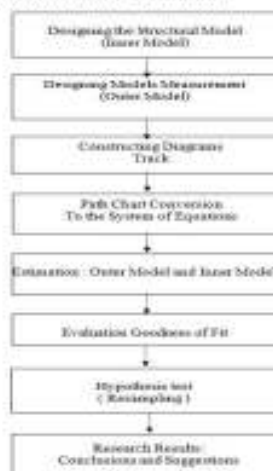 Designing the Structural Model
(Inner Model)
Designing Models Measurement
(Outer Model)
Constructing Diagrams
Track
Path Chart Conversion
To the System of Equations
Estimation : Outer Model and Inner Model
Evaluation Goodness of Fit
Hypothesis test
( Resampling )
Research Results:
Conclusions and Suggestions